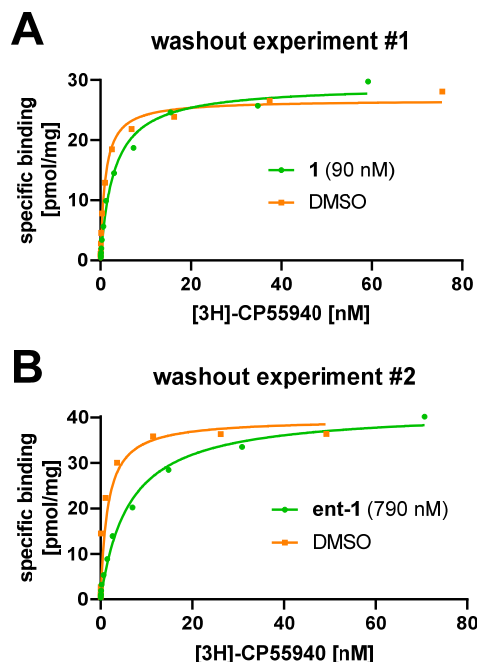 A
washout experiment #1
specific binding
[pmol/mg]
30
20
10
0
1 (90 nM)
DMSO
0
20
40
60
80
[3H]-CP55940 [nM]
B
washout experiment #2
specific binding
[pmol/mg]
40
30
20
10
0
ent-1 (790 nM)
DMSO
0
20
40
60
80
[3H]-CP55940 [nM]